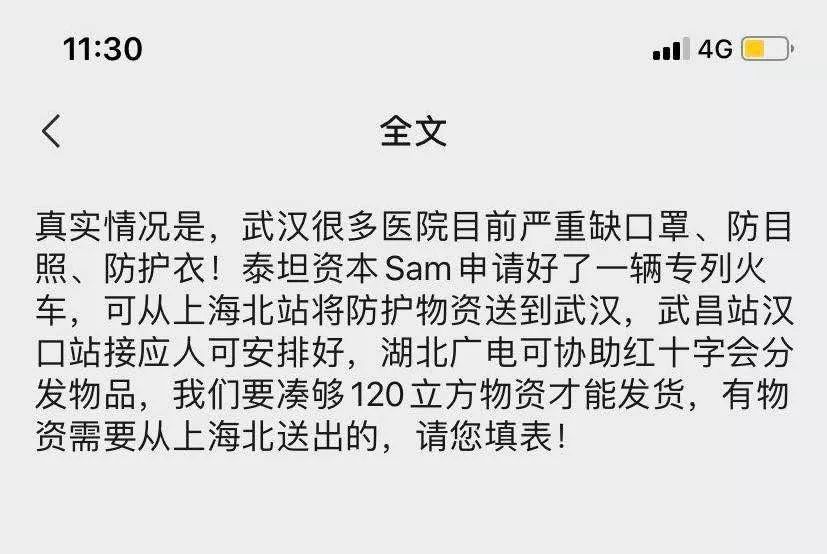 11:30
4G
全文
真实情况是，武汉很多医院目前严重缺口罩、防目
照、防护衣！泰坦资本Sam申请好了一辆专列火
车，可从上海北站将防护物资送到武汉，武昌站汉
口站接应人可安排好，湖北广电可协助红十字会分
发物品，我们要凑够120立方物资才能发货，有物
资需要从上海北送出的，请您填表！